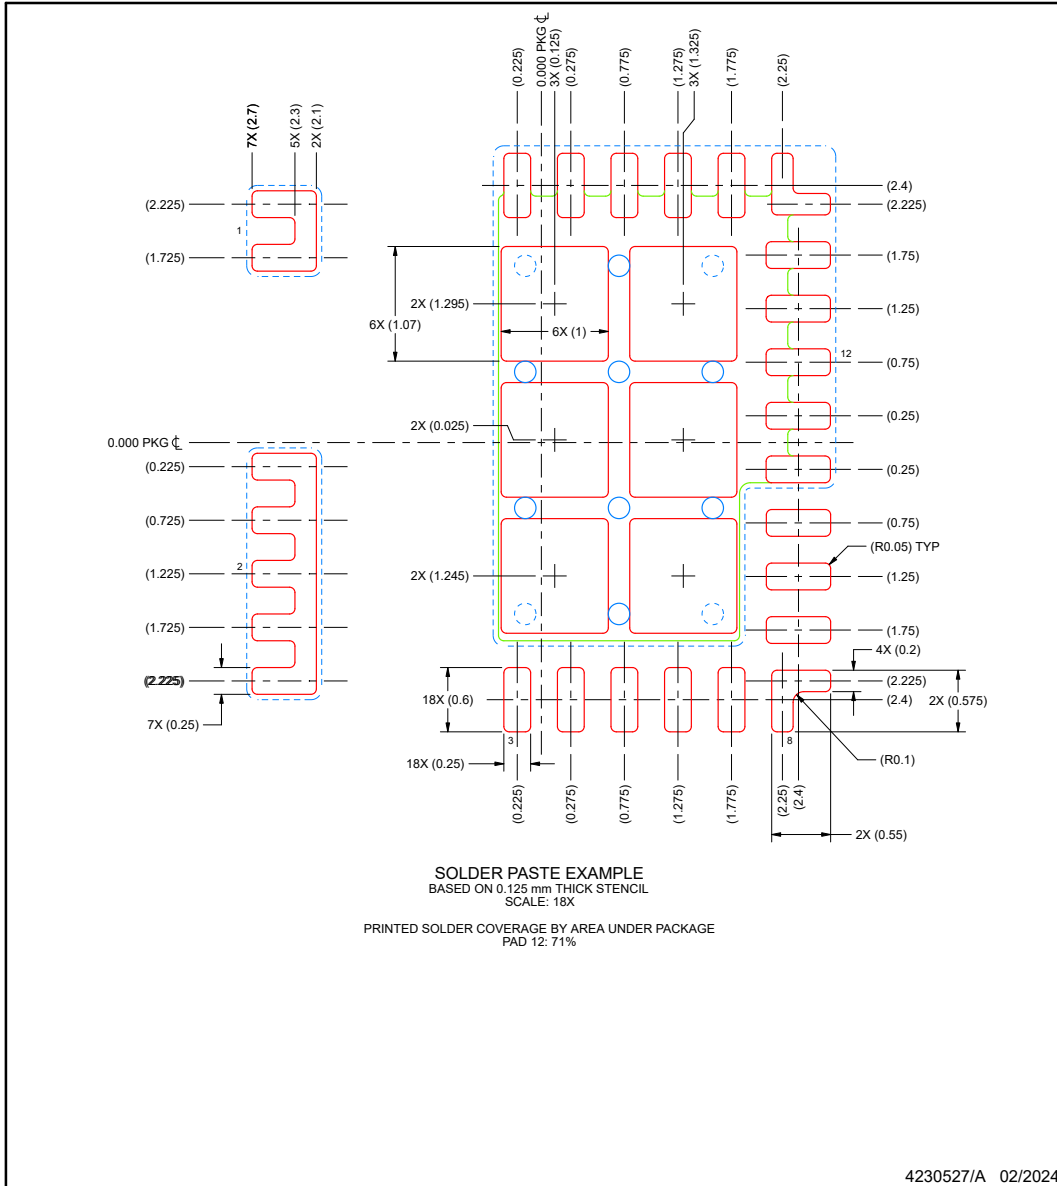 (0.225)
0.000 PKG ℄
3X (0.125)
(0.275)
(0.775)
(1.275)
3X (1.325)
(1.775)
(2.25)
7X (2.7)
5X (2.3)
2X (2.1)
(2.225)
1
(1.725)
(2.4)
(2.225)
(1.75)
(1.25)
12
(0.75)
(0.25)
(0.25)
(0.75)
(R0.05) TYP
(1.25)
(1.75)
2X (1.295)
6X (1.07)
6X (1)
2X (0.025)
0.000 PKG ℄
2X (1.245)
(0.225)
(0.725)
2
(1.225)
(1.725)
(2.225)
7X (0.25)
4X (0.2)
(2.225)
(2.4)
2X (0.575)
18X (0.6)
3
8
18X (0.25)
(R0.1)
(0.225)
(0.275)
(0.775)
(1.275)
(1.775)
(2.25)
(2.4)
2X (0.55)
SOLDER PASTE EXAMPLE
BASED ON 0.125 mm THICK STENCIL
SCALE: 18X
PRINTED SOLDER COVERAGE BY AREA UNDER PACKAGE
PAD 12: 71%
4230527/A 02/2024